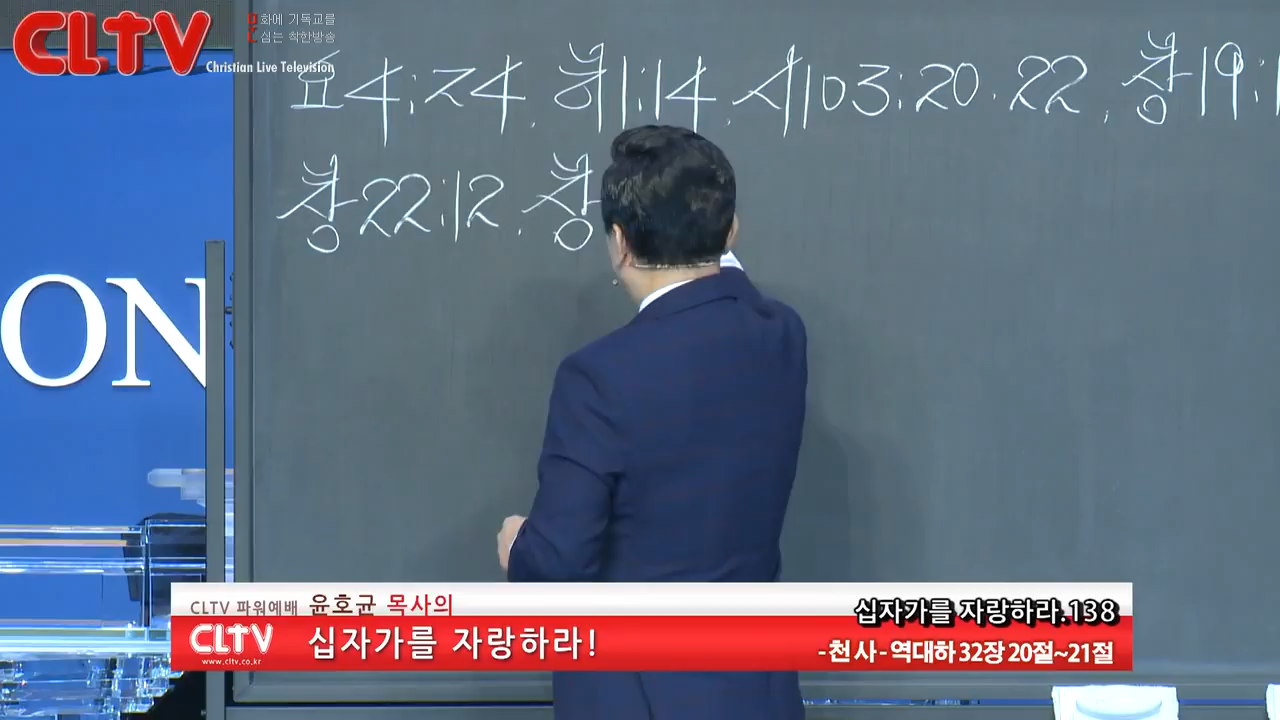 CLTV
문화에 기독교를
심는 착한방송
Christian Live Television
요4:24. 히1:14. 시103:20.22. 창19:1
창22:12. 창
ON
CLTV 파워예배 윤호균 목사의
십자가를 자랑하라.138
CLTV
www.cltv.co.kr
십자가를 자랑하라!
- 천 사 - 역대하 32장 20절~21절